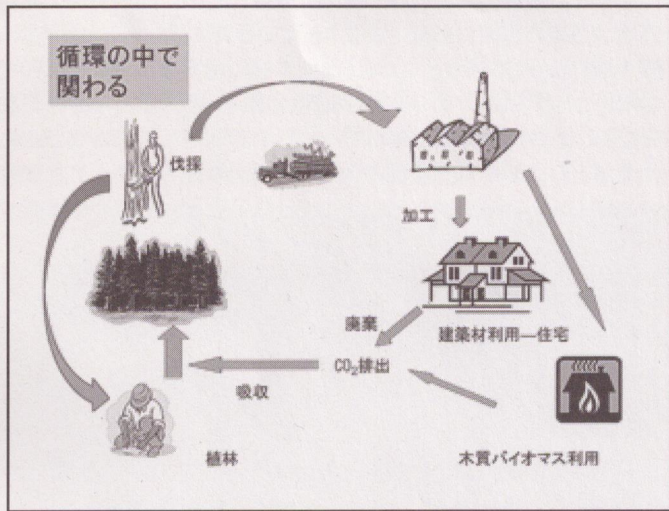 循環の中で
関わる
伐採
加工
建築材利用―住宅
廃棄
CO₂排出
吸収
植林
木質バイオマス利用